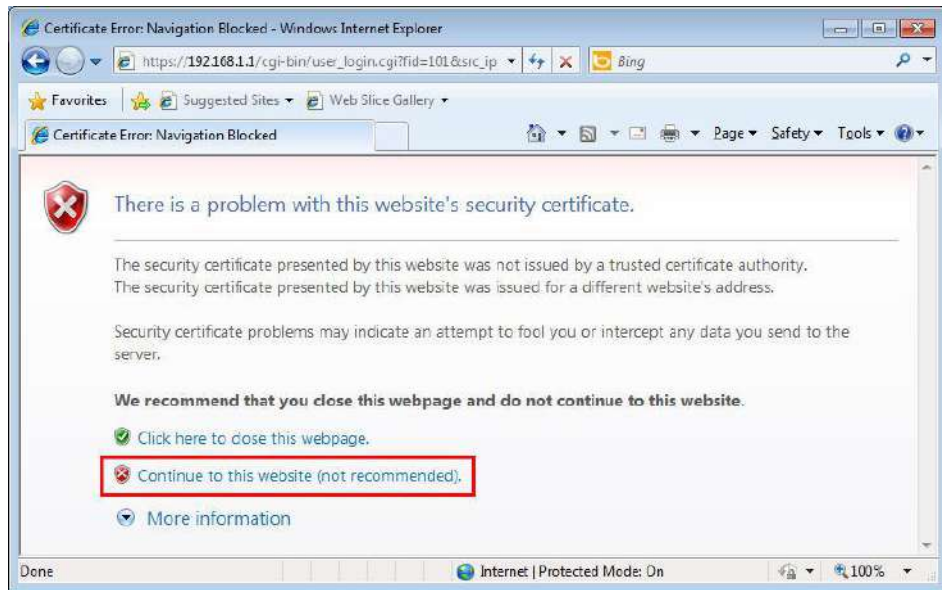 Certificate Error: Navigation Blocked - Windows Internet Explorer
https://192.168.1.1/cgi-bin/user_login.cgi?fid=101&src_ip
Bing
Favorites Suggested Sites Web Slice Gallery
Certificate Error: Navigation Blocked Page Safety Tools
There is a problem with this website's security certificate.
The security certificate presented by this website was not issued by a trusted certificate authority.
The security certificate presented by this website was issued for a different website's address.
Security certificate problems may indicate an attempt to fool you or intercept any data you send to the
server.
We recommend that you close this webpage and do not continue to this website.
Click here to close this webpage.
Continue to this website (not recommended).
More information
Done Internet | Protected Mode: On 100%